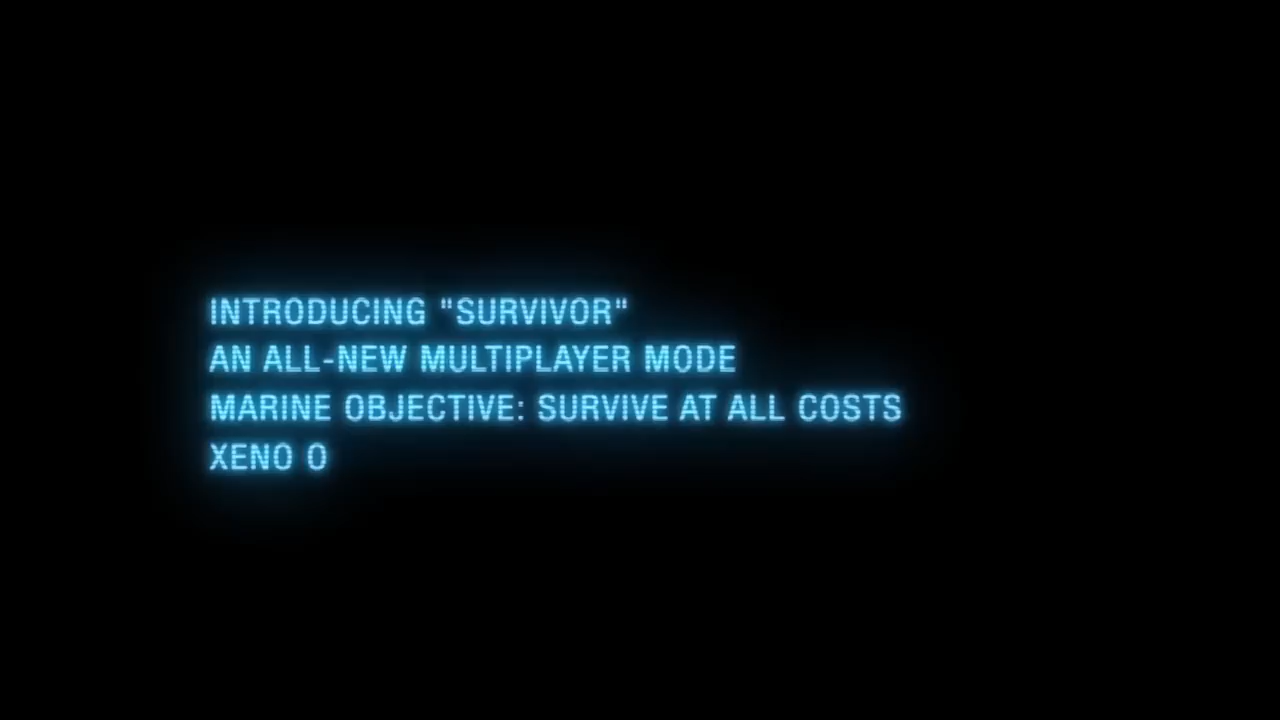 INTRODUCING "SURVIVOR"
AN ALL-NEW MULTIPLAYER MODE
MARINE OBJECTIVE: SURVIVE AT ALL COSTS
XENO O